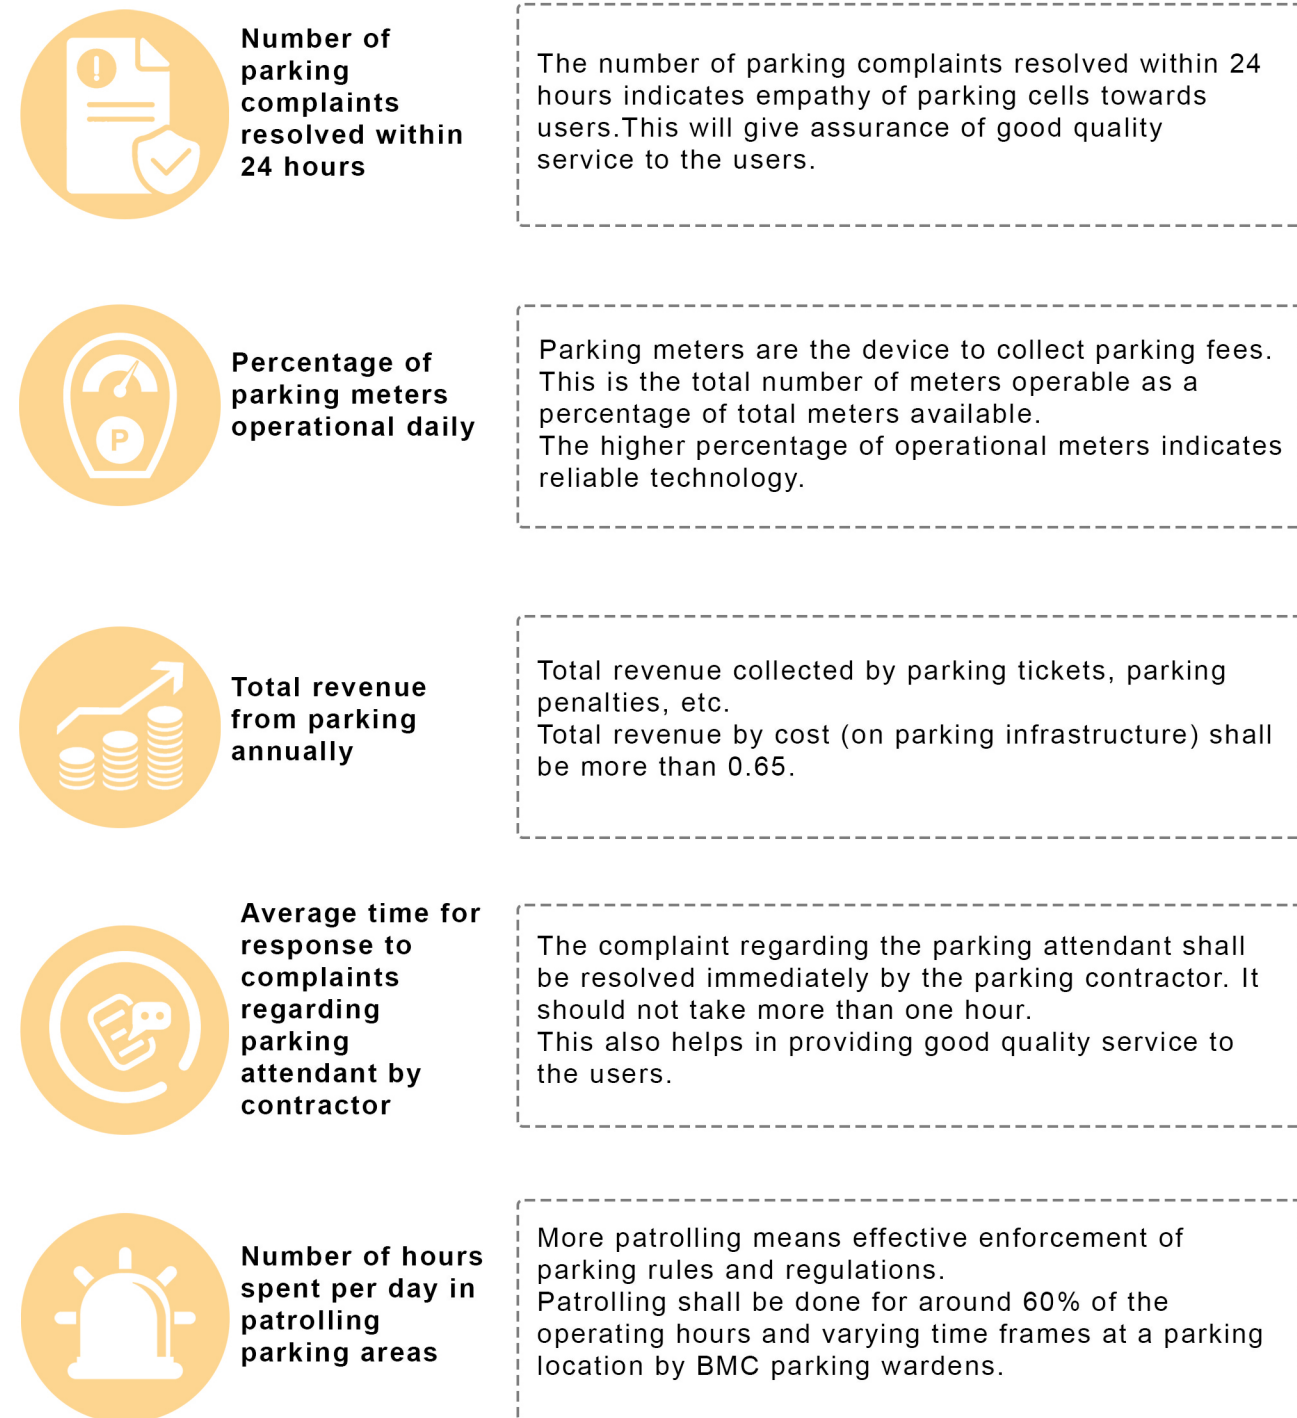 Number of
parking
complaints
resolved within
24 hours
The number of parking complaints resolved within 24
hours indicates empathy of parking cells towards
users.This will give assurance of good quality
service to the users.
Percentage of
parking meters
operational daily
P
Parking meters are the device to collect parking fees.
This is the total number of meters operable as a
percentage of total meters available.
The higher percentage of operational meters indicates
reliable technology.
Total revenue
from parking
annually
Total revenue collected by parking tickets, parking
penalties, etc.
Total revenue by cost (on parking infrastructure) shall
be more than 0.65.
Average time for
response to
complaints
regarding
parking
attendant by
contractor
The complaint regarding the parking attendant shall
be resolved immediately by the parking contractor. It
should not take more than one hour.
This also helps in providing good quality service to
the users.
Number of hours
spent per day in
patrolling
parking areas
More patrolling means effective enforcement of
parking rules and regulations.
Patrolling shall be done for around 60% of the
operating hours and varying time frames at a parking
location by BMC parking wardens.